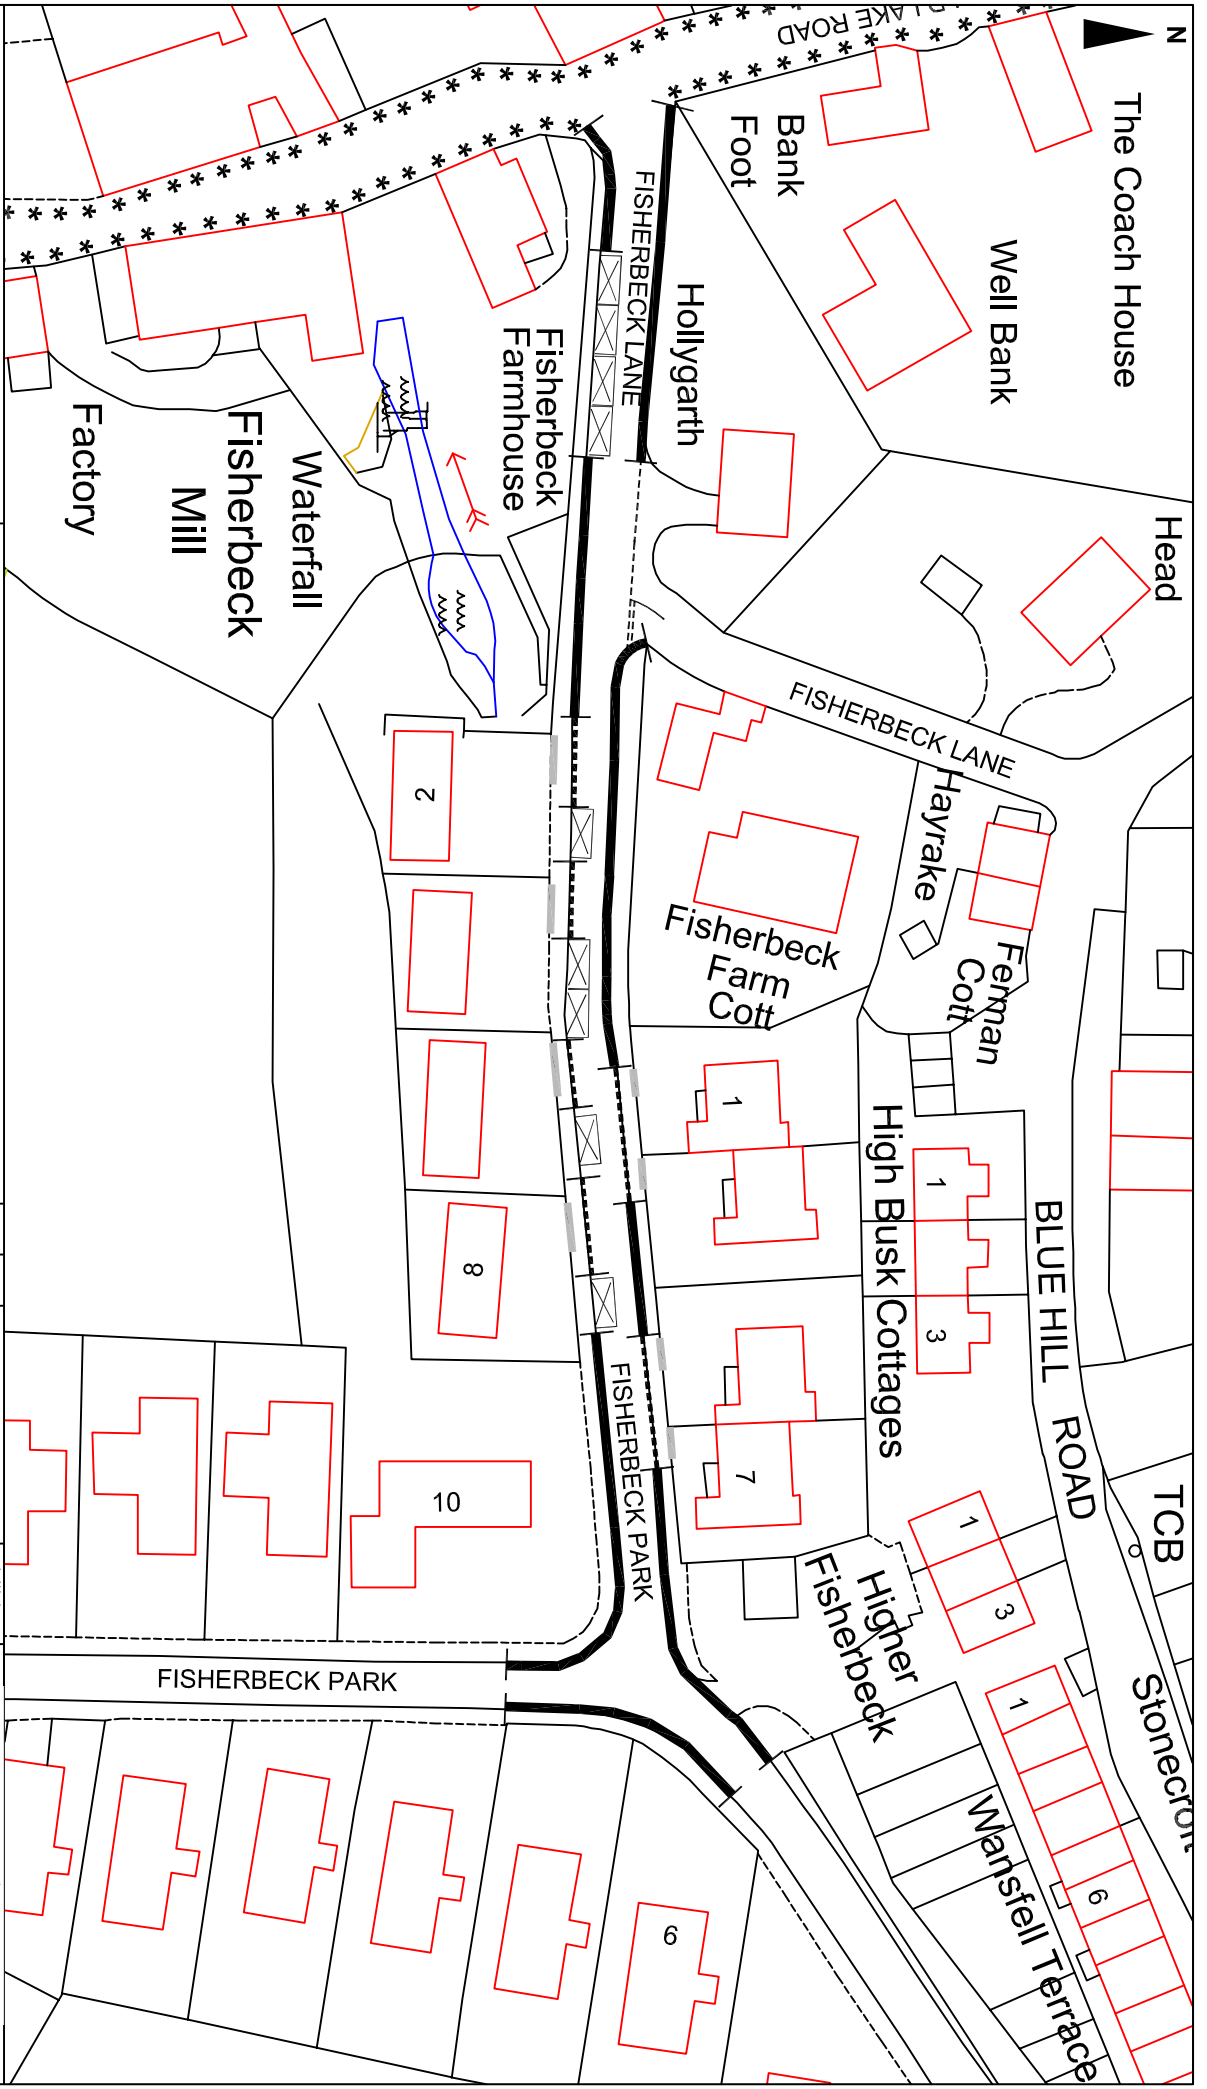 N
LAKE ROAD
The Coach House
Bank
Foot
Well Bank
Head
Hollygarth
FISHERBECK LANE
Fisherbeck
Farmhouse
Waterfall
Fisherbeck
Mill
Factory
FISHERBECK LANE
Hayrake
Ferman
Cott
Fisherbeck
Farm
Cott
2
8
1
7
1
3
High Busk Cottages
BLUE HILL ROAD
TCB
Stonecroft
1
3
Higher
Fisherbeck
1
6
Wansfell Terrace
FISHERBECK PARK
10
FISHERBECK PARK
6